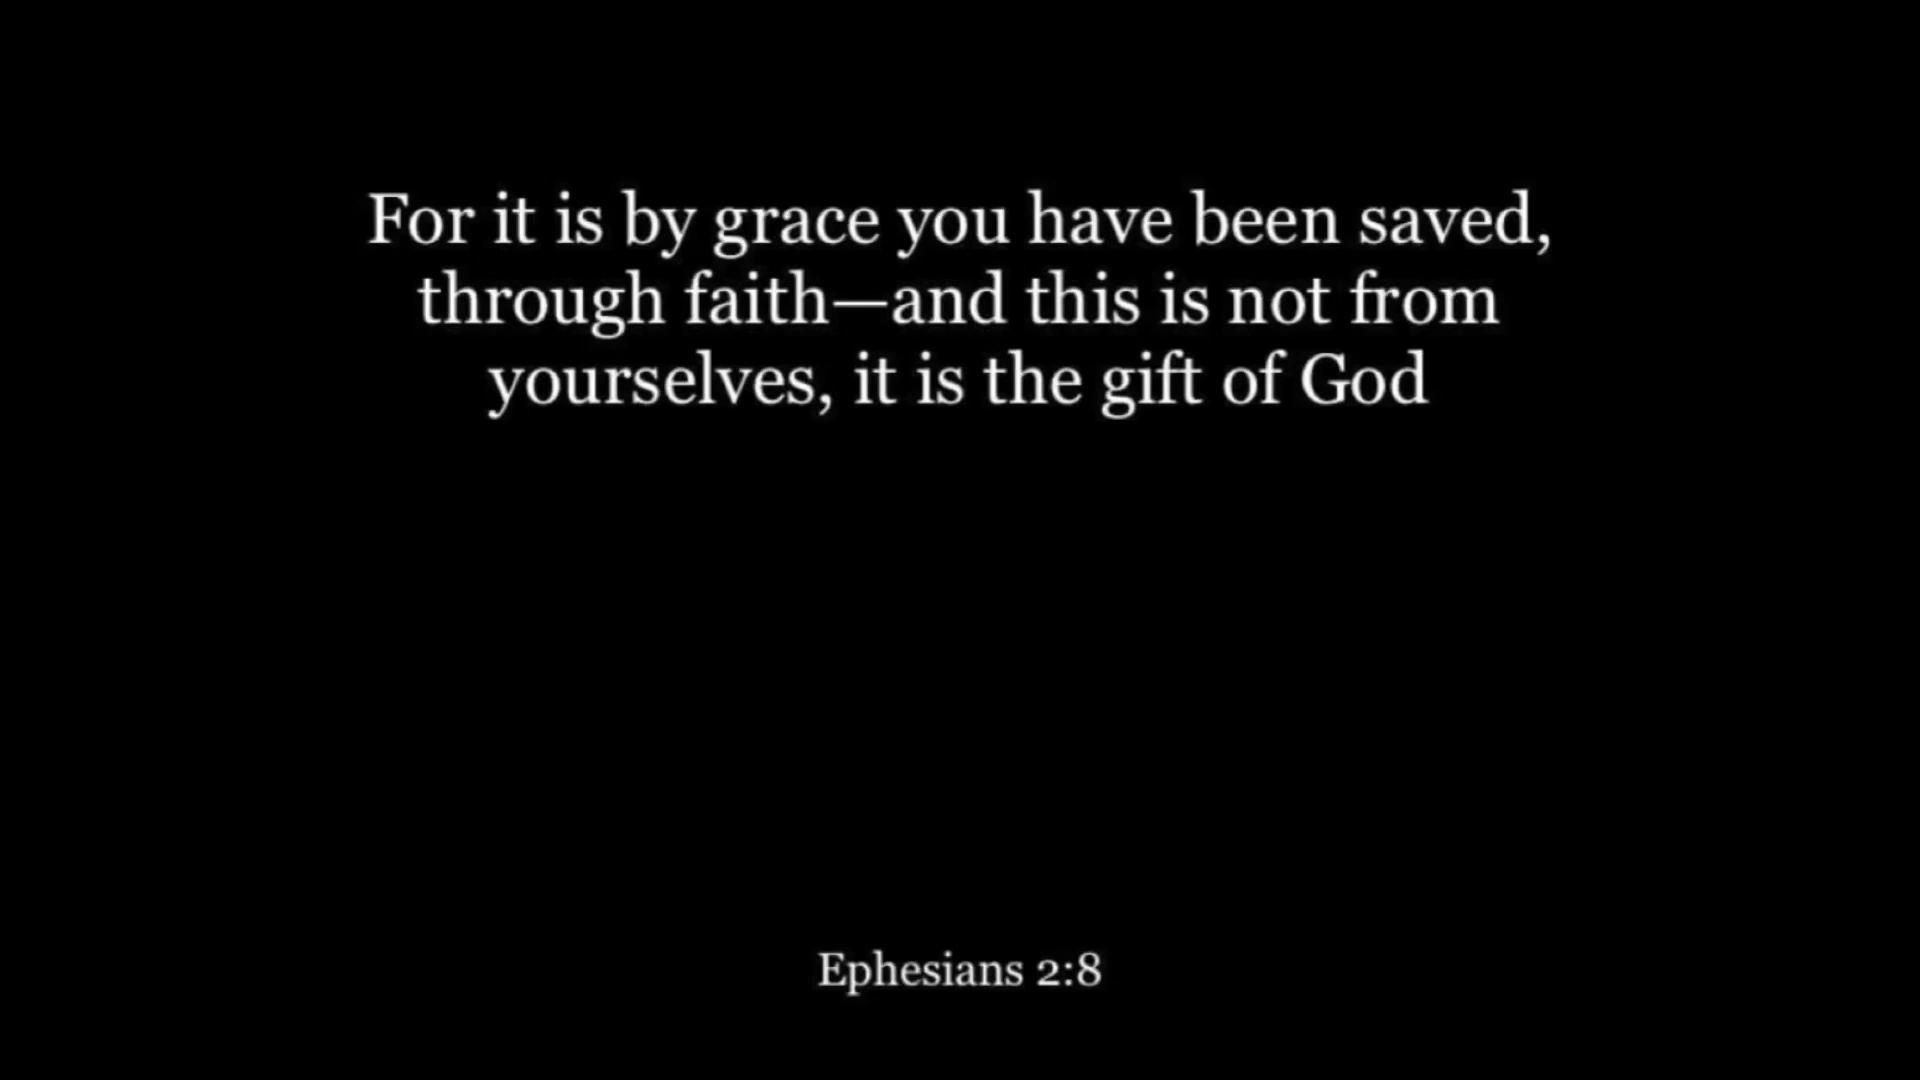 For it is by grace you have been saved,
through faith—and this is not from
yourselves, it is the gift of God
Ephesians 2:8